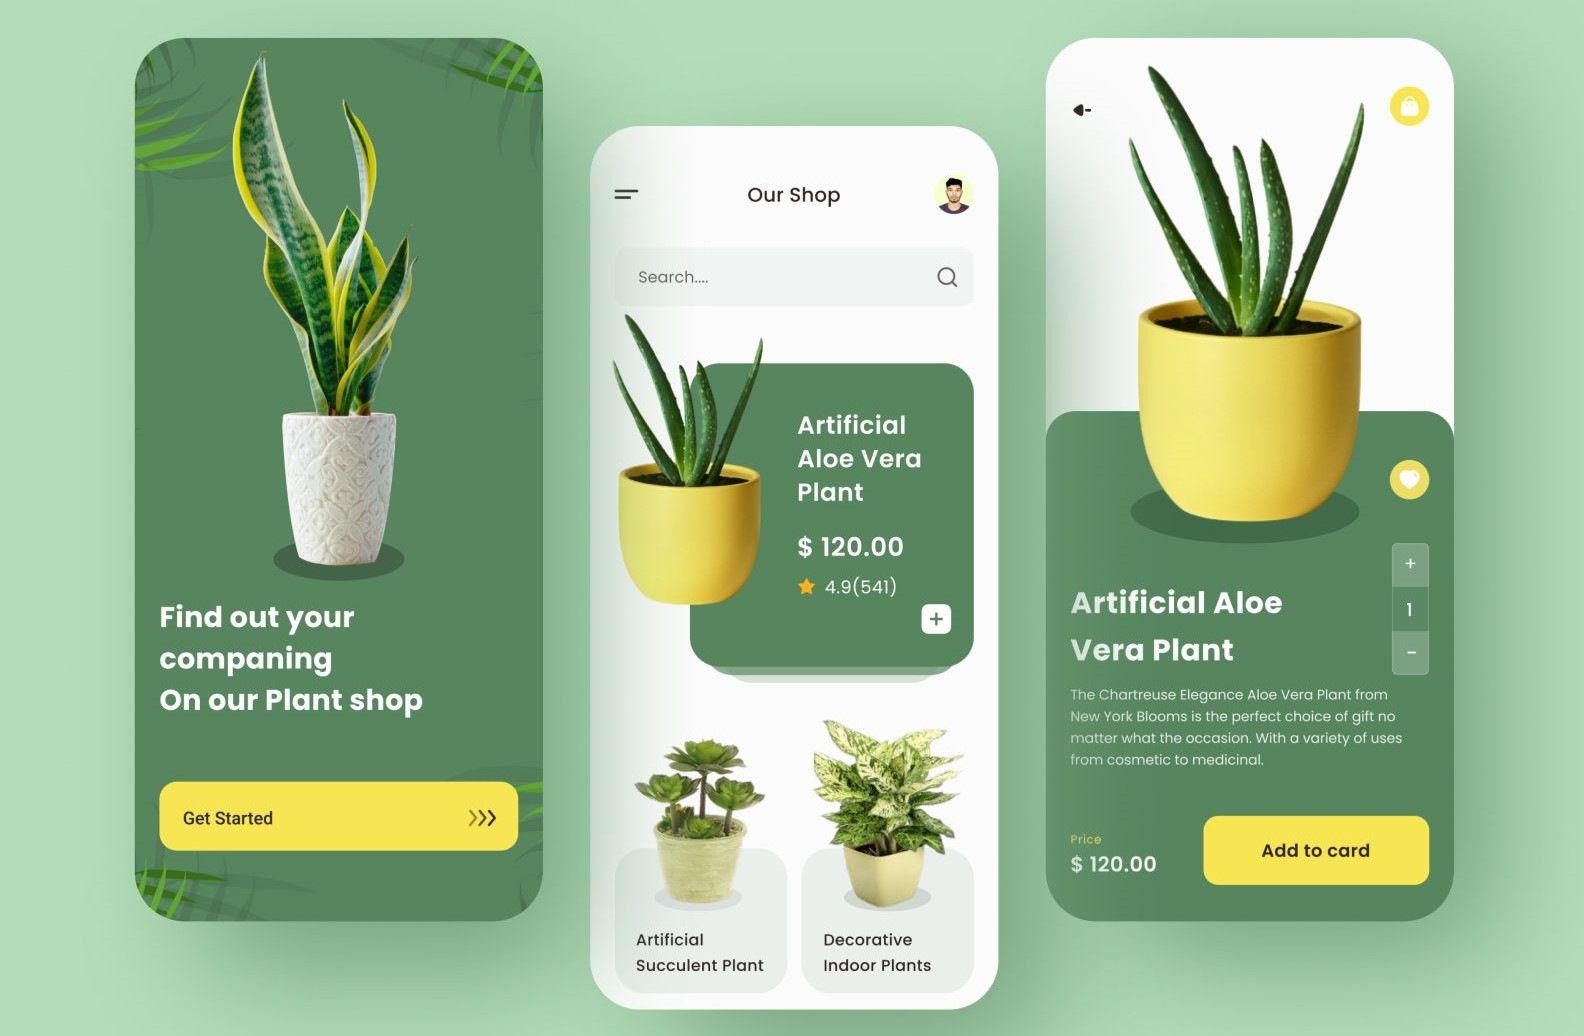 Find out your
companing
On our Plant shop
Get Started
Our Shop
Search....
Artificial
Aloe Vera
Plant
$ 120.00
4.9(541)
+
Artificial
Succulent Plant
Decorative
Indoor Plants
+
1
-
Artificial Aloe
Vera Plant
The Chartreuse Elegance Aloe Vera Plant from
New York Blooms is the perfect choice of gift no
matter what the occasion. With a variety of uses
from cosmetic to medicinal.
Price
$ 120.00
Add to card